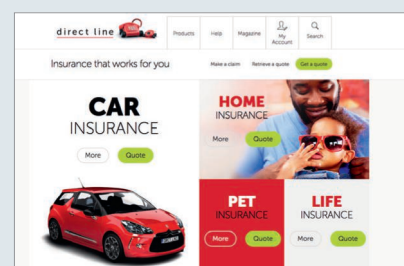 direct line
Products
Help
Magazine
My
Account
Search
Insurance that works for you
Make a claim
Retrieve a quote
Get a quote
CAR
INSURANCE
More
Quote
HOME
INSURANCE
More
Quote
PET
INSURANCE
More
Quote
LIFE
INSURANCE
More
Quote